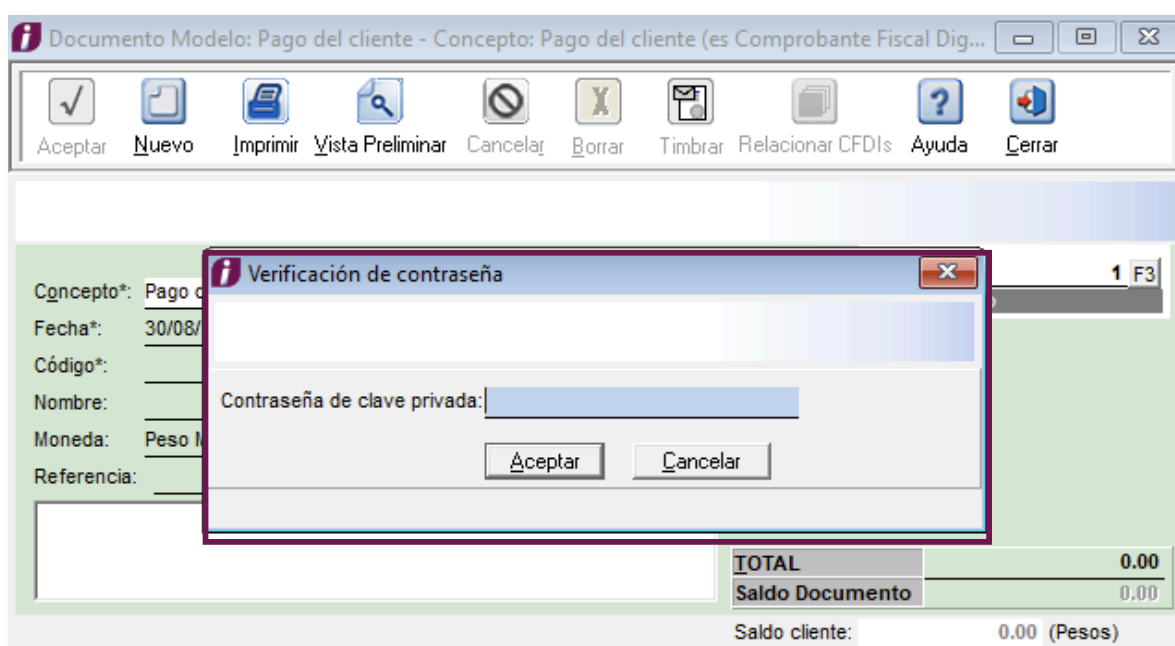 Documento Modelo: Pago del cliente - Concepto: Pago del cliente (es Comprobante Fiscal Dig...
Aceptar Nuevo Imprimir Vista Preliminar Cancelar Borrar Timbrar Relacionar CFDIs Ayuda Cerrar
Verificación de contraseña
Contraseña de clave privada:
Aceptar Cancelar
1 F3
Concepto*: Pago
Fecha*: 30/08/
Código*:
Nombre:
Moneda: Peso
Referencia:
TOTAL 0.00
Saldo Documento 0.00
Saldo cliente: 0.00 (Pesos)